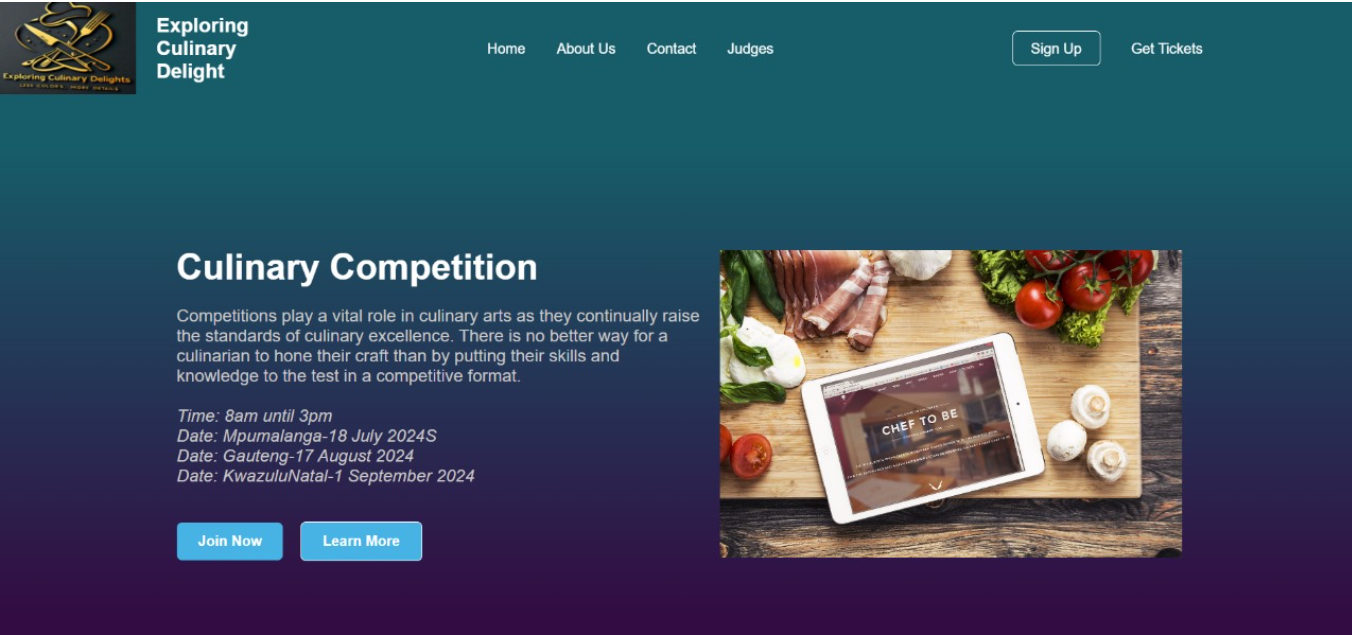 Exploring Culinary Delights
LESS COLORS, MORE DETAILS
Exploring
Culinary
Delight
Home
About Us
Contact
Judges
Sign Up
Get Tickets
Culinary Competition
Competitions play a vital role in culinary arts as they continually raise
the standards of culinary excellence. There is no better way for a
culinarian to hone their craft than by putting their skills and
knowledge to the test in a competitive format.
Time: 8am until 3pm
Date: Mpumalanga-18 July 2024S
Date: Gauteng-17 August 2024
Date: KwazuluNatal-1 September 2024
CHEF TO BE
Join Now
Learn More